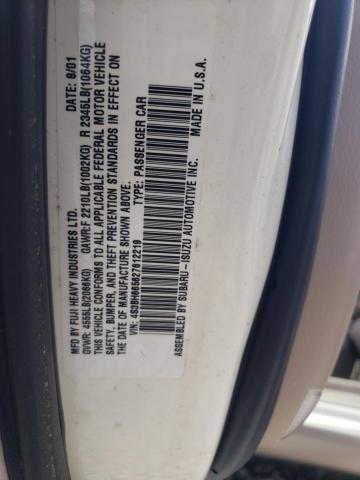 MFD BY FUJI HEAVY INDUSTRIES LTD. DATE: 8/01
GVWR: 4555LB(2066KG) GAWR:F 2210LB(1002KG) R 2345LB(1064KG)
THIS VEHICLE CONFORMS TO ALL APPLICABLE FEDERAL MOTOR VEHICLE
SAFETY, BUMPER, AND THEFT PREVENTION STANDARDS IN EFFECT ON
THE DATE OF MANUFACTURE SHOWN ABOVE.
VIN: 4S3BH665827612219 TYPE: PASSENGER CAR
ASSEMBLED BY SUBARU-ISUZU AUTOMOTIVE INC. MADE IN U.S.A.